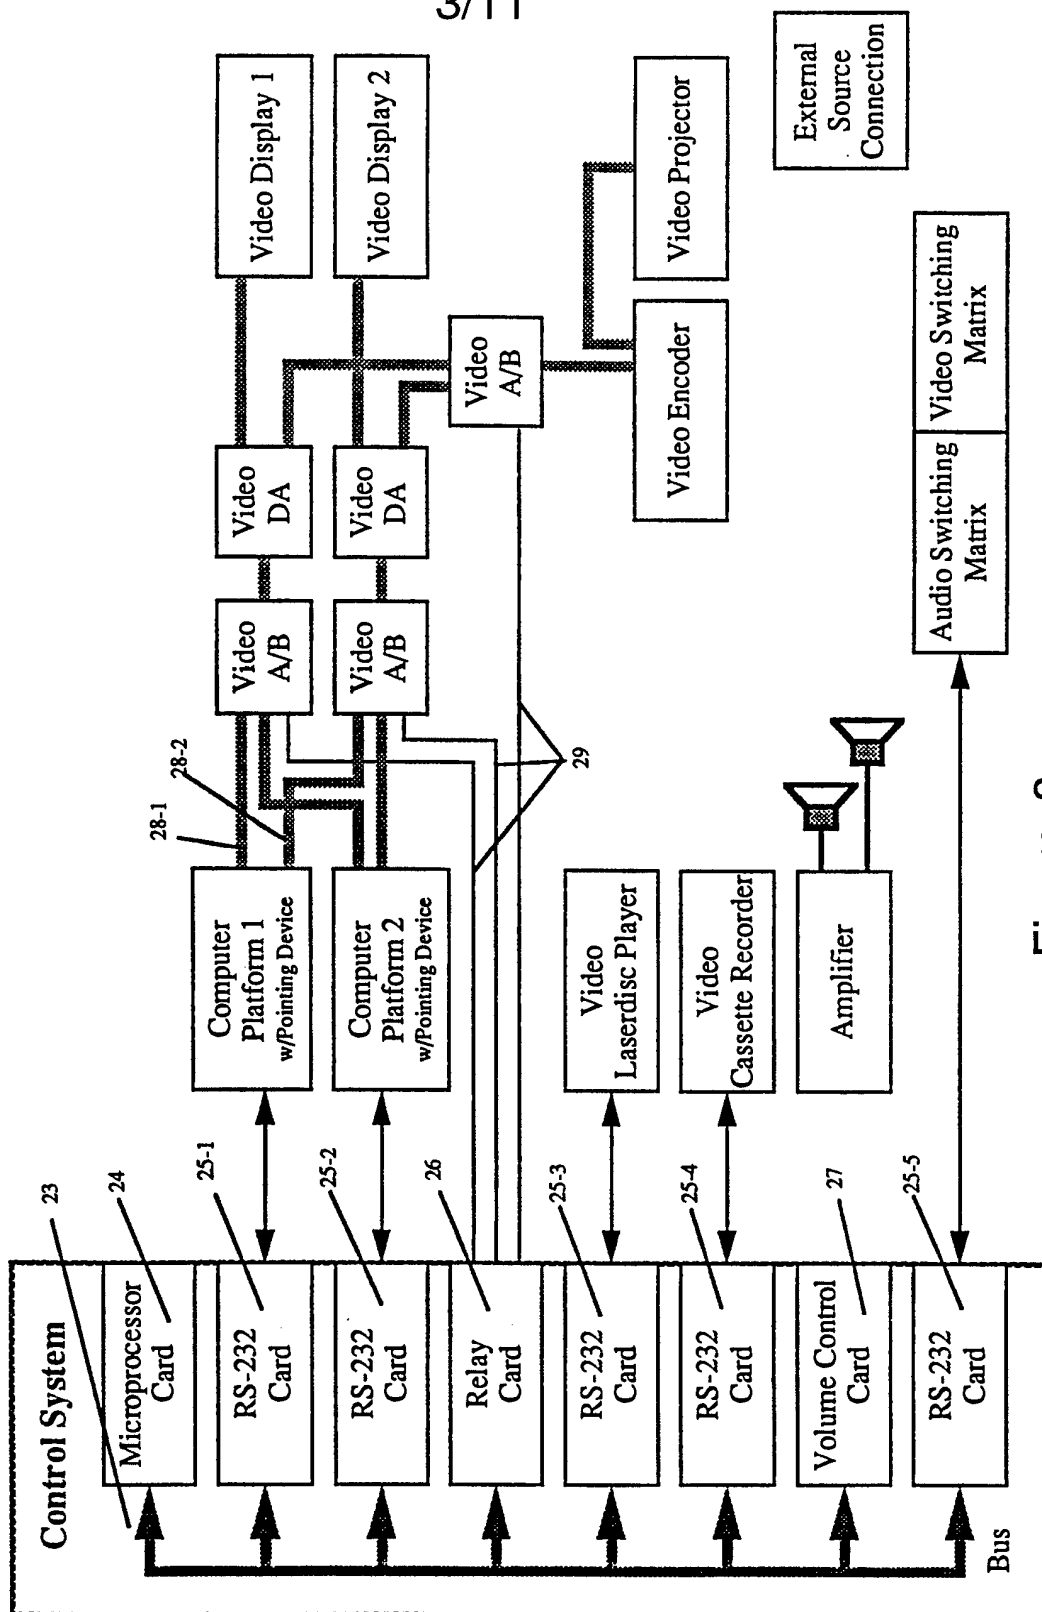 3/11
Control System
Microprocessor
Card
RS-232
Card
RS-232
Card
Relay
Card
RS-232
Card
RS-232
Card
Volume Control
Card
RS-232
Card
Bus
23
24
25-1
25-2
26
25-3
25-4
27
25-5
Computer
Platform 1
w/Pointing Device
Computer
Platform 2
w/Pointing Device
Video
Laserdisc Player
Video
Cassette Recorder
Amplifier
28-1
28-2
29
Video
A/B
Video
A/B
Video
DA
Video
DA
Video
A/B
Video Display 1
Video Display 2
Video Encoder
Video Projector
External
Source
Connection
Audio Switching
Matrix
Video Switching
Matrix